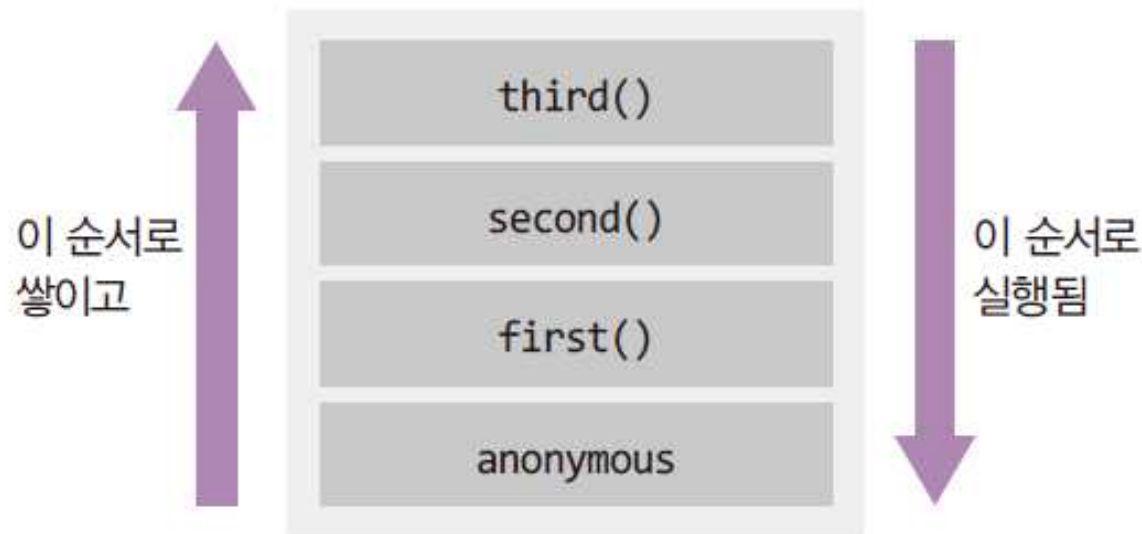 이 순서로
쌓이고
third()
second()
first()
anonymous
이 순서로
실행됨